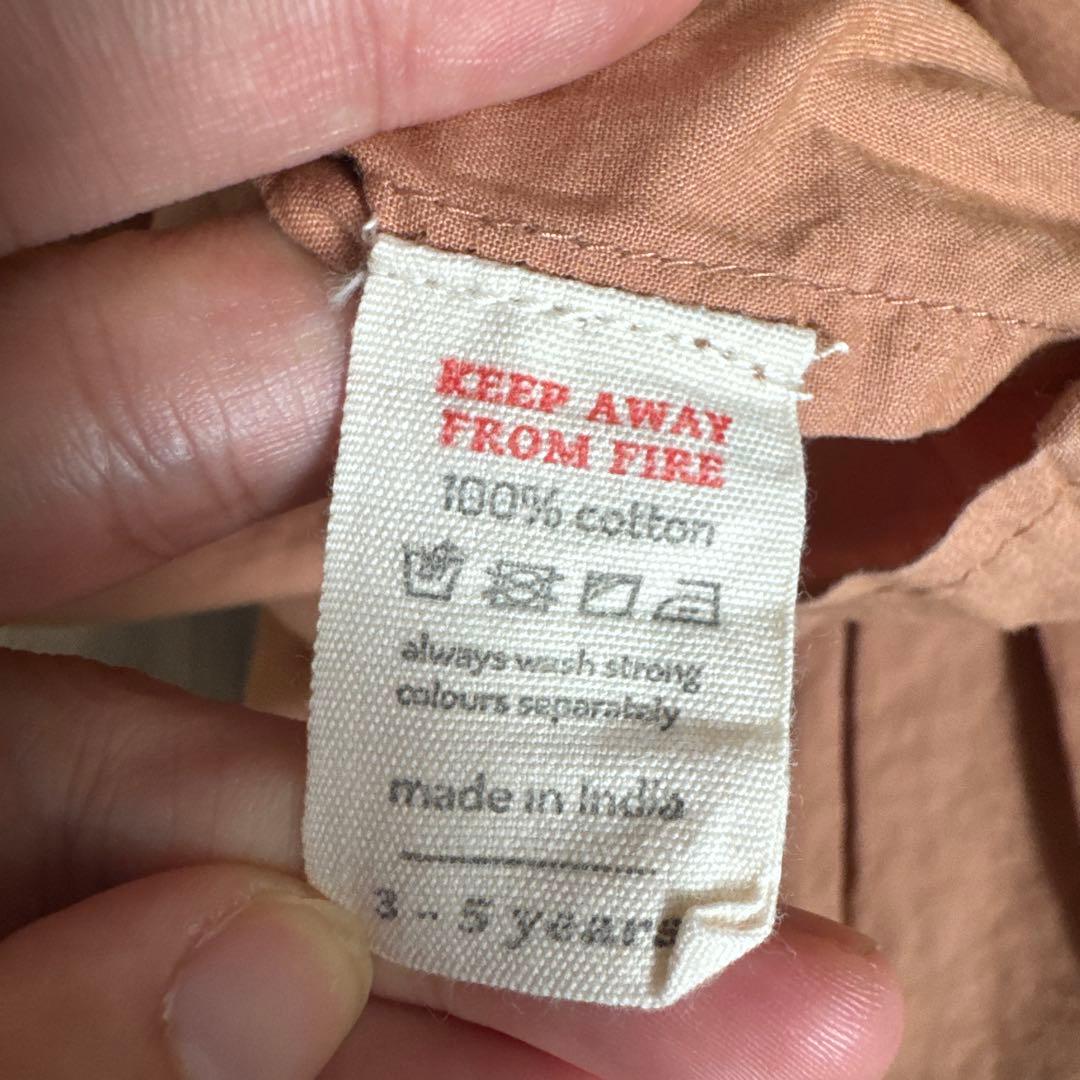 KEEP AWAY
FROM FIRE
100% cotton
always wash strong
colours separately
made in India
3 - 5 years